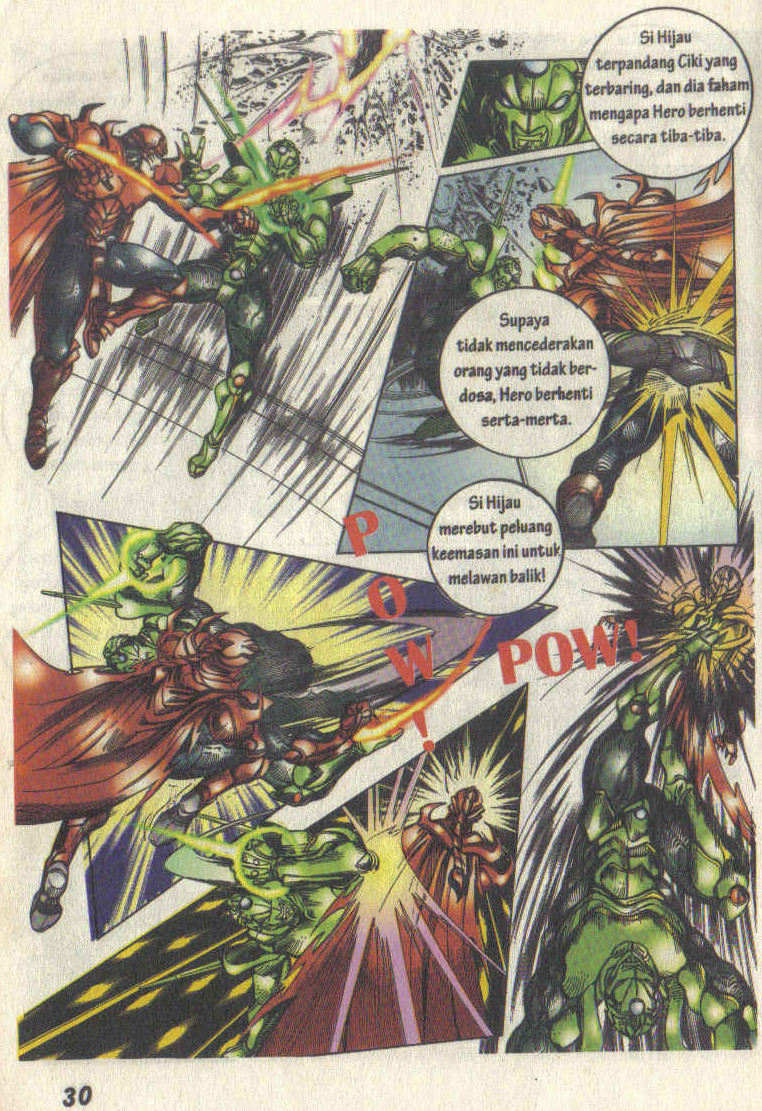 Si Hijau
terpandang Ciki yang
terbaring, dan dia faham
mengapa Hero berhenti
secara tiba-tiba.
Supaya
tidak mencederakan
orang yang tidak ber-
dosa, Hero berhenti
serta-merta.
Si Hijau
merebut peluang
keemasan ini untuk
melawan balik!
POW!
POW!
30